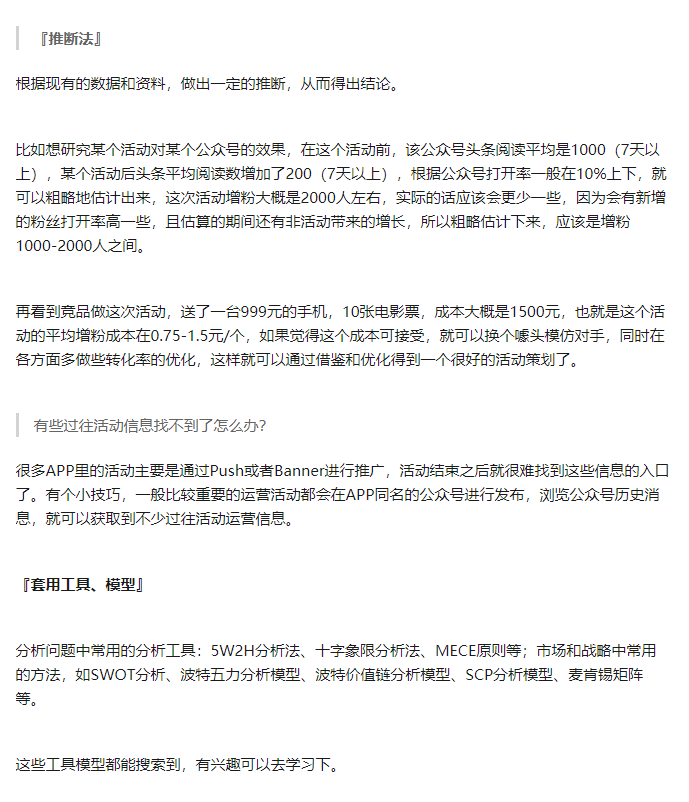 『推断法』
根据现有的数据和资料，做出一定的推断，从而得出结论。
比如想研究某个活动对某个公众号的效果，在这个活动前，该公众号头条阅读平均是1000（7天以
上），某个活动后头条平均阅读数增加了200（7天以上），根据公众号打开率一般在10%上下，就
可以粗略地估计出来，这次活动增粉大概是2000人左右，实际的话应该会更少一些，因为会有新增
的粉丝打开率高一些，且估算的期间还有非活动带来的增长，所以粗略估计下来，应该是增粉
1000-2000人之间。
再看到竞品做这次活动，送了一台999元的手机，10张电影票，成本大概是1500元，也就是这个活
动的平均增粉成本在0.75-1.5元/个，如果觉得这个成本可接受，就可以换个噱头模仿对手，同时在
各方面多做些转化率的优化，这样就可以通过借鉴和优化得到一个很好的活动策划了。
有些过往活动信息找不到了怎么办？
很多APP里的活动主要是通过Push或者Banner进行推广，活动结束之后就很难找到这些信息的入口
了。有个小技巧，一般比较重要的运营活动都会在APP同名的公众号进行发布，浏览公众号历史消
息，就可以获取到不少过往活动运营信息。
『套用工具、模型』
分析问题中常用的分析工具：5W2H分析法、十字象限分析法、MECE原则等；市场和战略中常用
的方法，如SWOT分析、波特五力分析模型、波特价值链分析模型、SCP分析模型、麦肯锡矩阵
等。
这些工具模型都能搜索到，有兴趣可以去学习下。